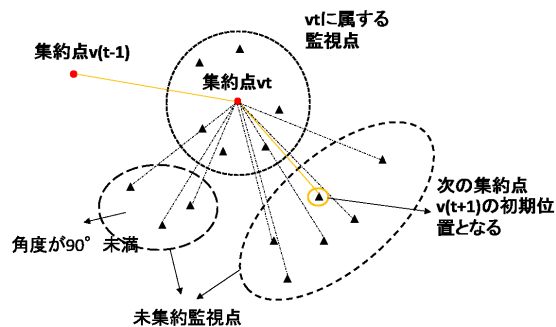 vtに属する
監視点
集約点v(t-1)
集約点vt
次の集約点
v(t+1)の初期位
置となる
角度が90°未満
未集約監視点